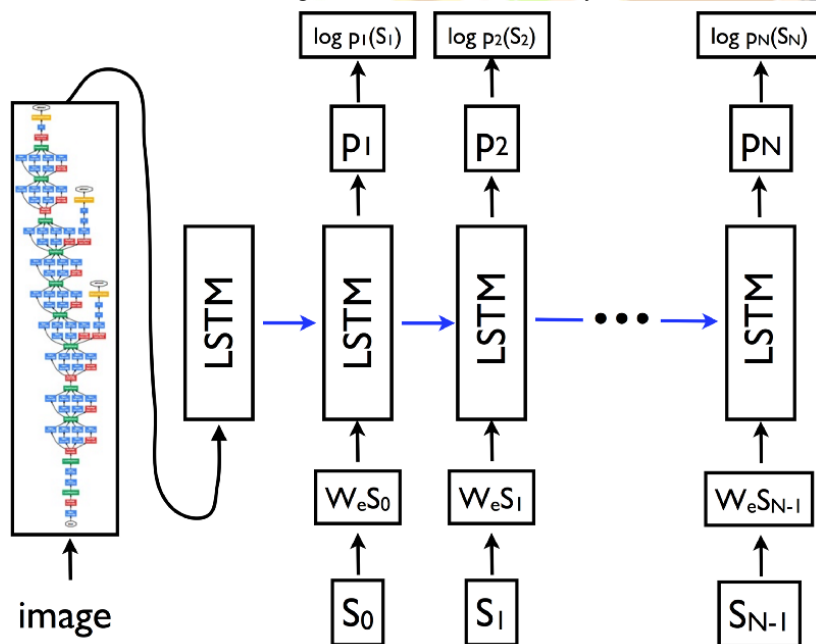 log p₁(S₁) log p₂(S₂) log pN(SN)
p₁ p₂ pN
LSTM LSTM LSTM LSTM
WₑS₀ WₑS₁ WₑSN-1
image S₀ S₁ SN-1